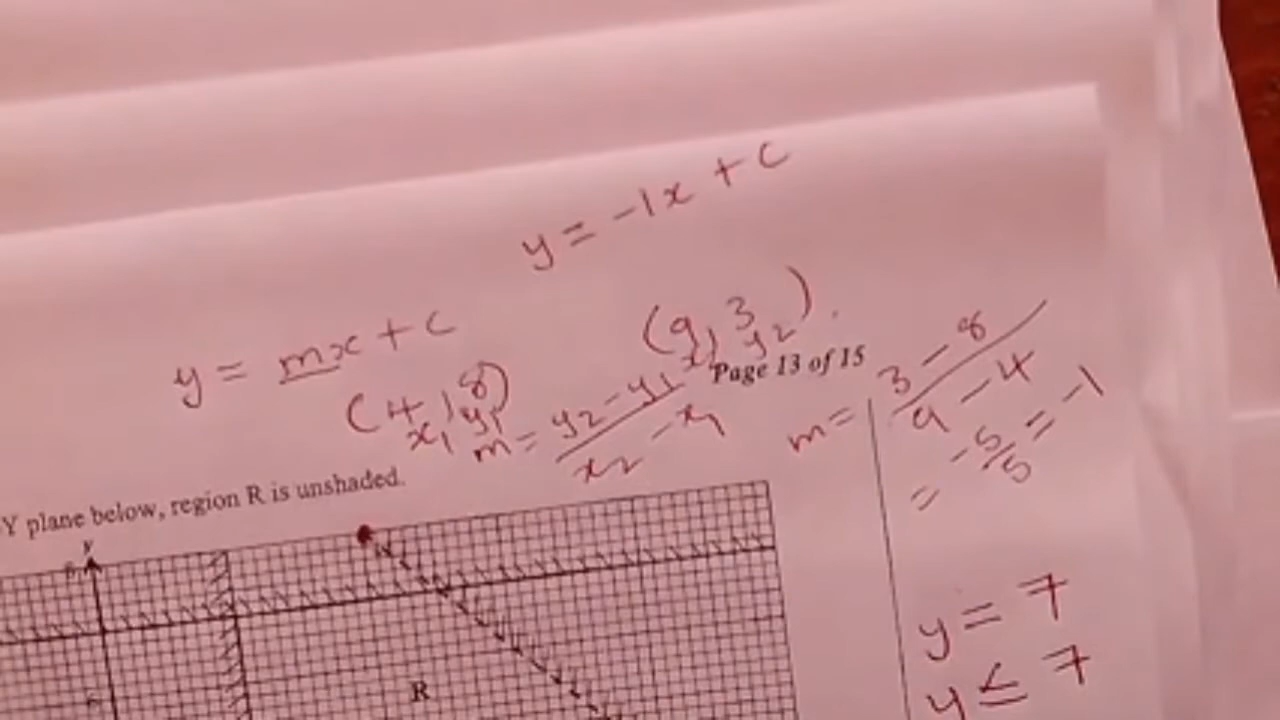 y = -1x + c
y = mx + c
(4, 8)
x₁ y₁
(9, 3).
x₂ y₂
m = y₂ - y₁ / x₂ - x₁
Page 13 of 15
m = 3 - 8 / 9 - 4
= -5/5 = -1
Y plane below, region R is unshaded.
y
y = 7
y ≤ 7
R